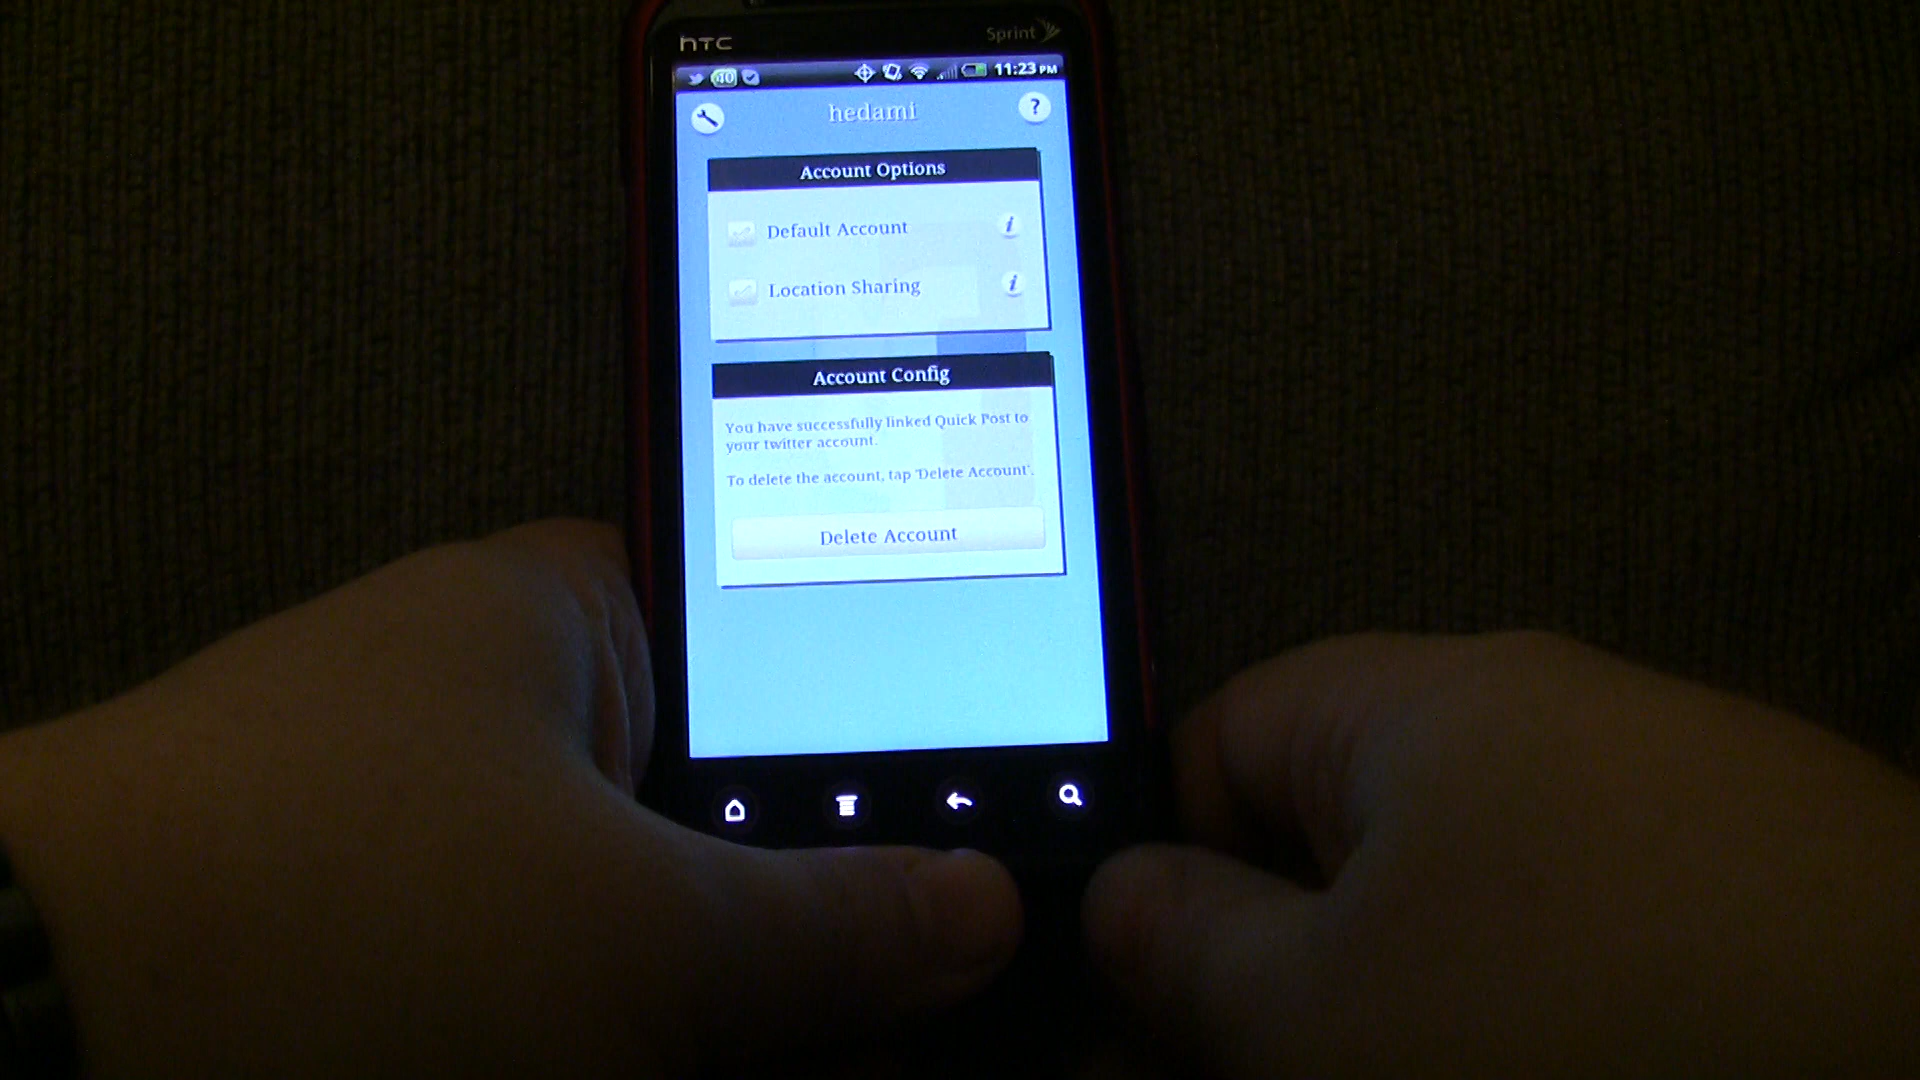 hTC
Sprint
40
11:23 PM
hedami
?
Account Options
Default Account i
Location Sharing i
Account Config
You have successfully linked Quick Post to
your twitter account.
To delete the account, tap 'Delete Account'.
Delete Account